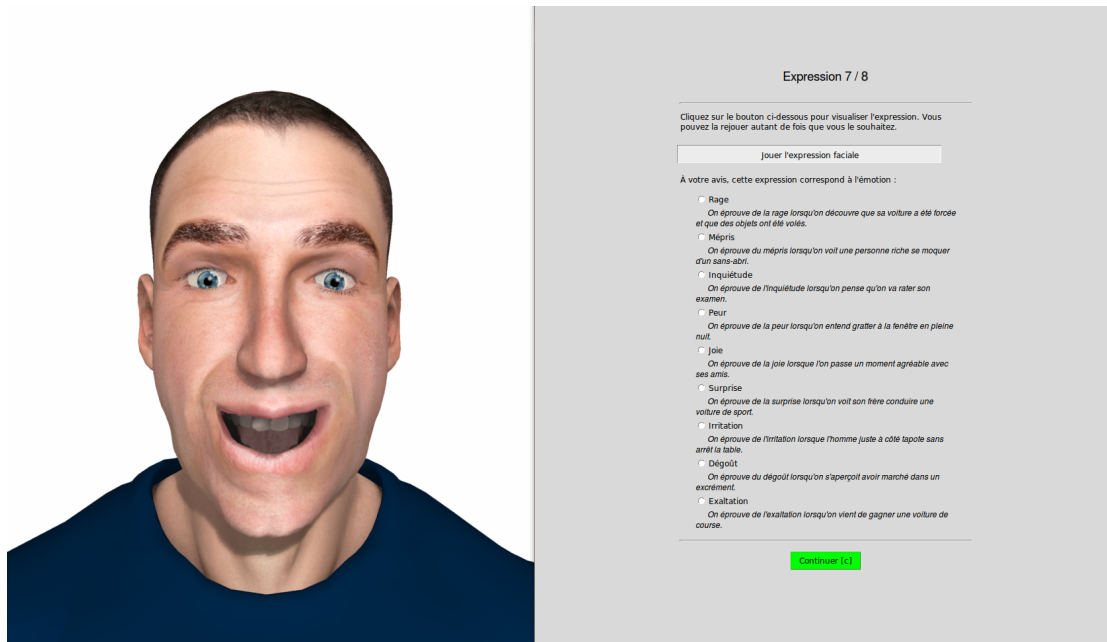 Expression 7 / 8
Cliquez sur le bouton ci-dessous pour visualiser l'expression. Vous
pouvez la rejouer autant de fois que vous le souhaitez.
Jouer l'expression faciale
À votre avis, cette expression correspond à l'émotion :
Rage
On éprouve de la rage lorsqu'on découvre que sa voiture a été forcée
et que des objets ont été volés.
Mépris
On éprouve du mépris lorsqu'on voit une personne riche se moquer
d'un sans-abri.
Inquiétude
On éprouve de l'inquiétude lorsqu'on pense qu'on va rater son
examen.
Peur
On éprouve de la peur lorsqu'on entend gratter à la fenêtre en pleine
nuit.
Joie
On éprouve de la joie lorsque l'on passe un moment agréable avec
ses amis.
Surprise
On éprouve de la surprise lorsqu'on voit son frère conduire une
voiture de sport.
Irritation
On éprouve de l'irritation lorsque l'homme juste à côté tapote sans
arrêt la table.
Dégoût
On éprouve du dégoût lorsqu'on s'aperçoit avoir marché dans un
excrément.
Exaltation
On éprouve de l'exaltation lorsqu'on vient de gagner une voiture de
course.
Continuer [c]